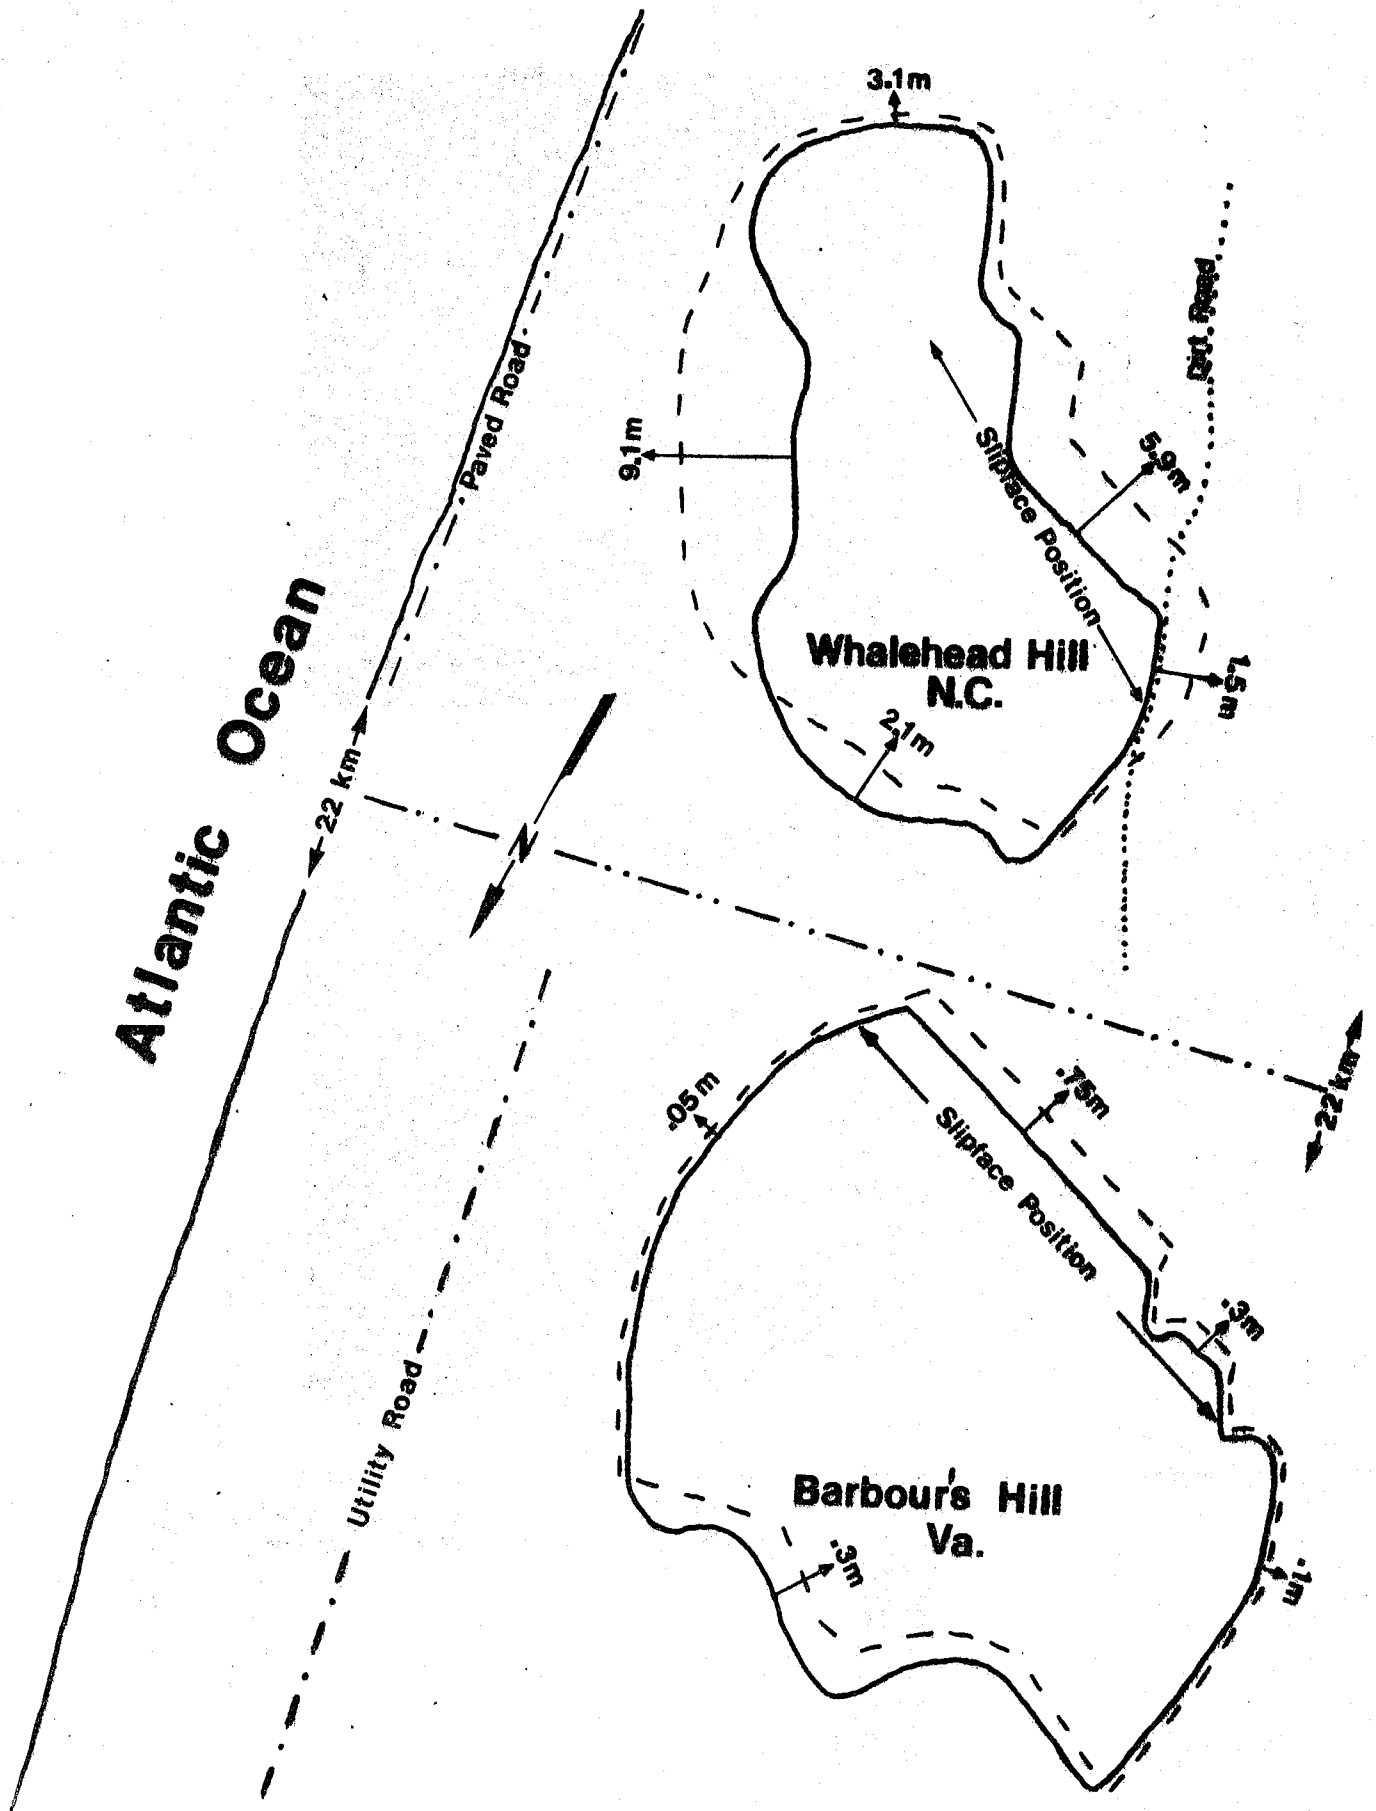 3.1m
Dirt Road
Paved Road
9.1m
5.9m
Slipface Position
Whalehead Hill
N.C.
1.5m
2.1m
Atlantic Ocean
22 km
N
22 km
.05m
.75m
Slipface Position
.3m
Utility Road
Barbour's Hill
Va.
.3m
.1m